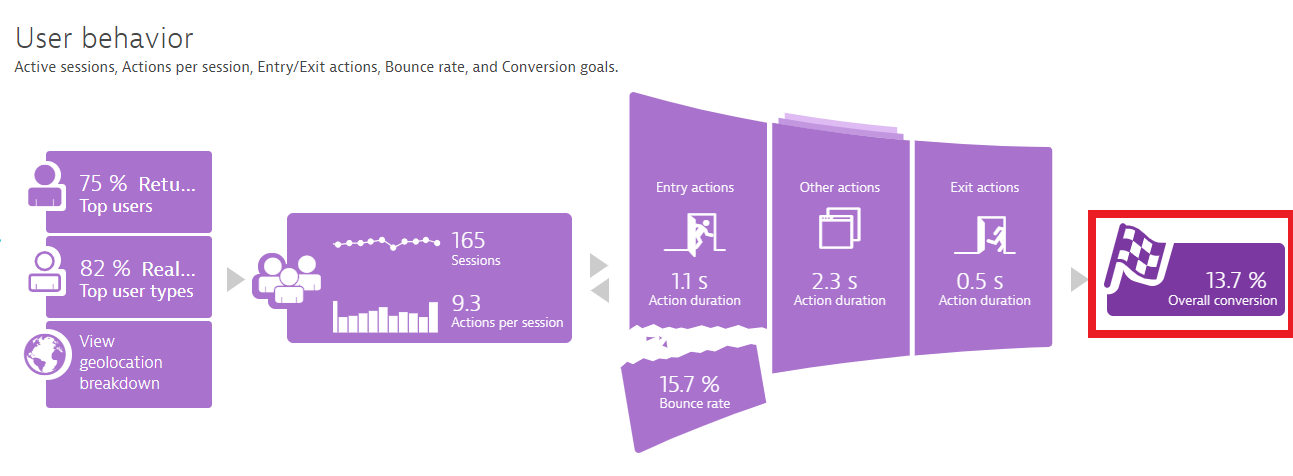 User behavior
Active sessions, Actions per session, Entry/Exit actions, Bounce rate, and Conversion goals.
75 % Retu...
Top users
82 % Real...
Top user types
View
geolocation
breakdown
165
Sessions
9.3
Actions per session
Entry actions
1.1 s
Action duration
15.7 %
Bounce rate
Other actions
2.3 s
Action duration
Exit actions
0.5 s
Action duration
13.7 %
Overall conversion